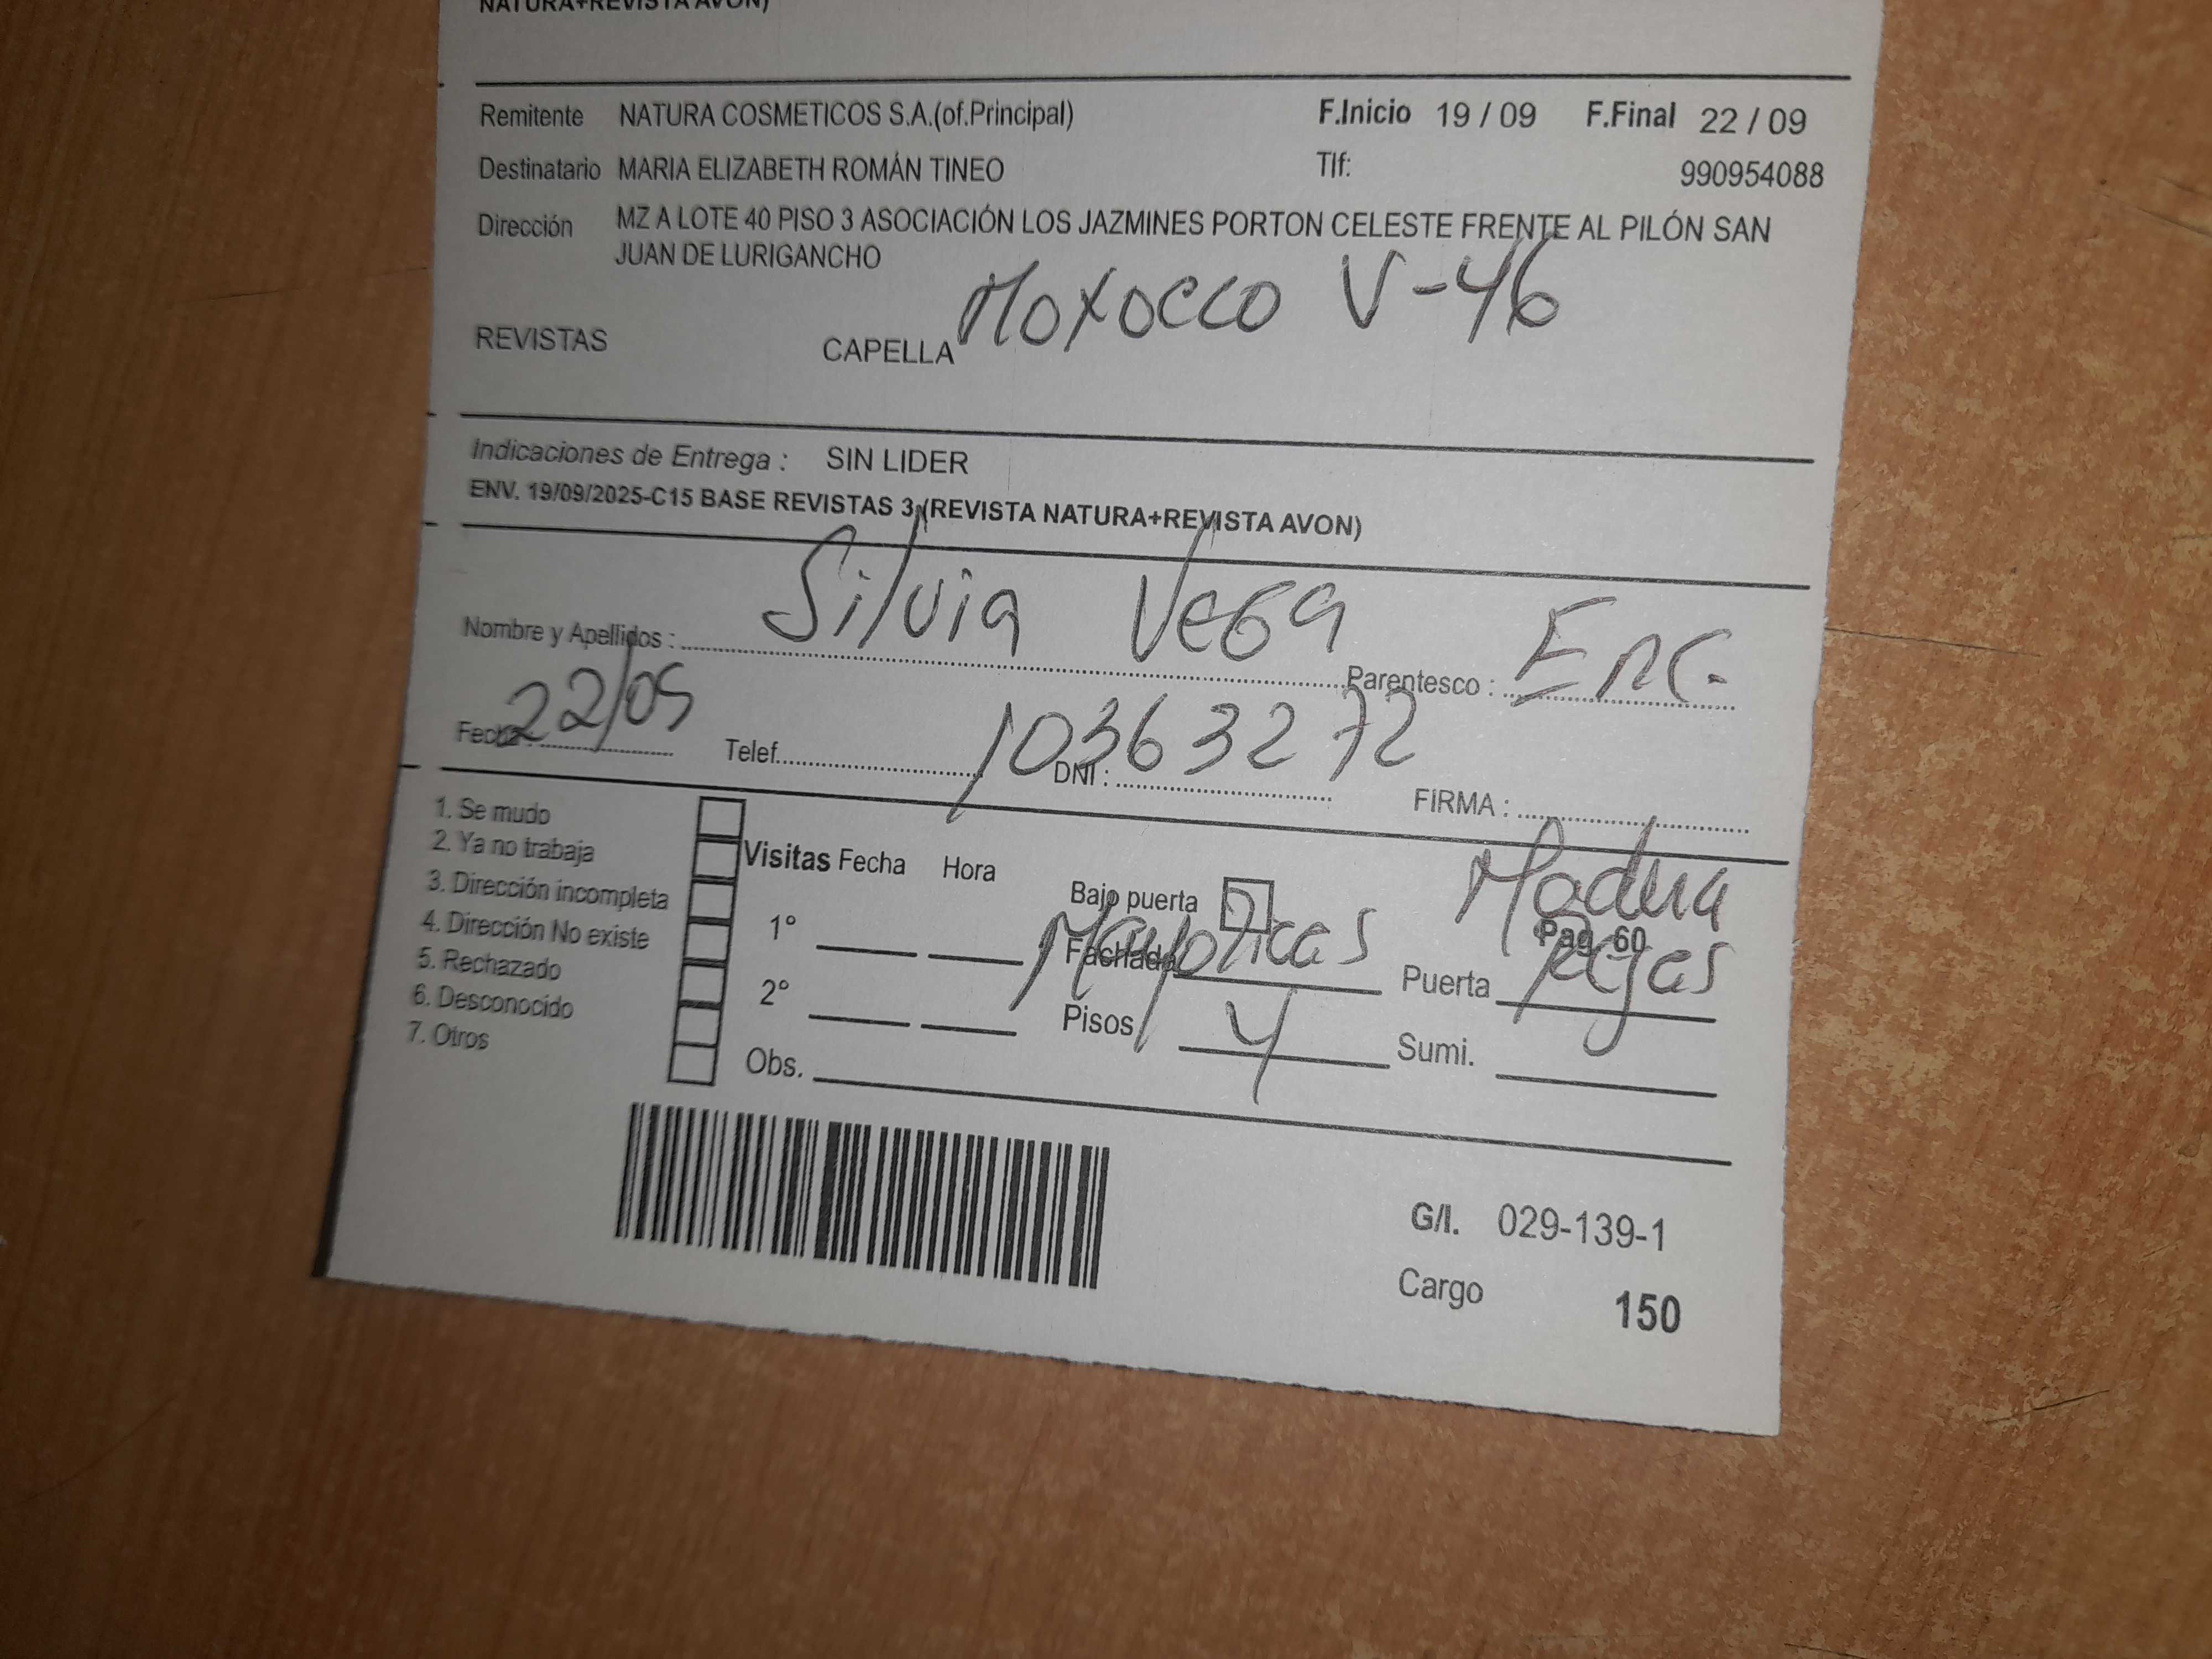 NATURA+REVISTA AVON)
Remitente NATURA COSMETICOS S.A.(of.Principal) F.Inicio 19 / 09 F.Final 22 / 09
Destinatario MARIA ELIZABETH ROMÁN TINEO Tlf: 990954088
Dirección MZ A LOTE 40 PISO 3 ASOCIACIÓN LOS JAZMINES PORTON CELESTE FRENTE AL PILÓN SAN
JUAN DE LURIGANCHO
V-46
REVISTAS CAPELLA
Indicaciones de Entrega : SIN LIDER
ENV. 19/09/2025-C15 BASE REVISTAS 3 (REVISTA NATURA+REVISTA AVON)
Nombre y Apellidos : Silvia Vega Parentesco : Enc.
Fecha : 22/09 Telef. DNI : 10363272 FIRMA :
1. Se mudo
2. Ya no trabaja
3. Dirección incompleta
4. Dirección No existe
5. Rechazado
6. Desconocido
7. Otros
Visitas Fecha Hora
1°
2°
Obs.
Bajo puerta
Fachada Mayolicas Puerta Madera Rejas
Pag 60
Pisos 4 Sumi.
G/I. 029-139-1
Cargo 150